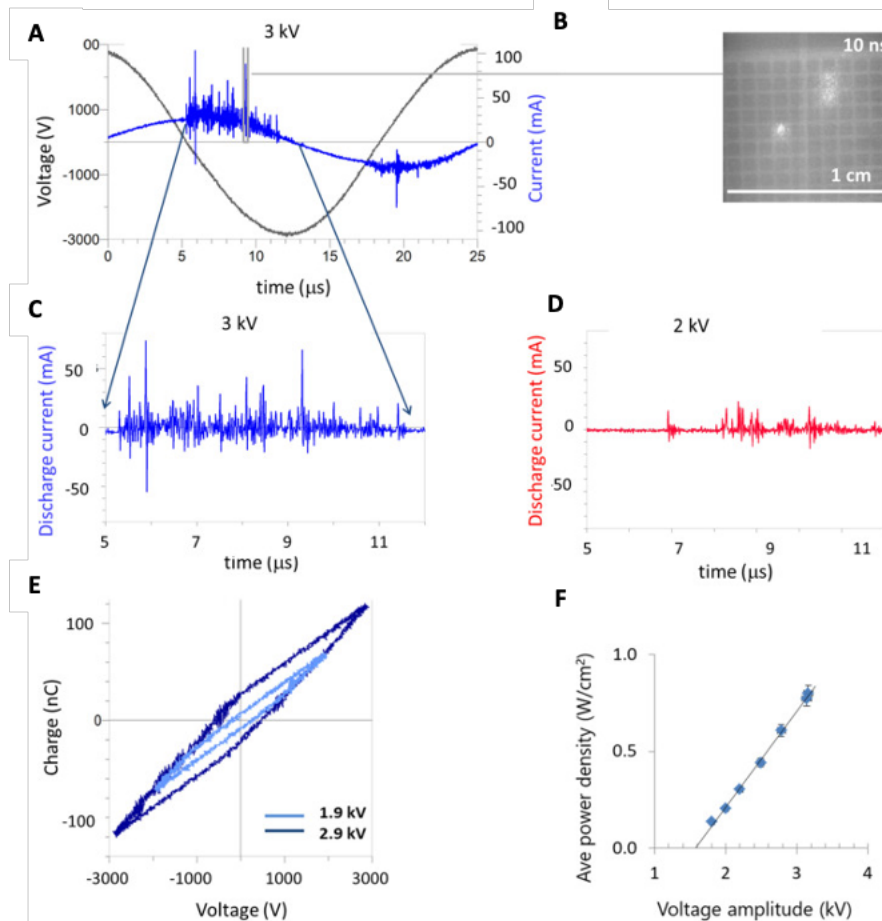 A
3 kV
B
00
1000
0
-1000
-3000
Voltage (V)
100
50
0
-50
-100
Current (mA)
0
5
10
15
20
25
time (µs)
10 ns
1 cm
C
3 kV
50
0
-50
Discharge current (mA)
5
7
9
11
time (µs)
D
2 kV
50
0
-50
Discharge current (mA)
5
7
9
11
time (µs)
E
100
0
-100
Charge (nC)
1.9 kV
2.9 kV
-3000
-1000
1000
3000
Voltage (V)
F
1.0
0.5
0.0
Ave power density (W/cm²)
1
2
3
4
Voltage amplitude (kV)